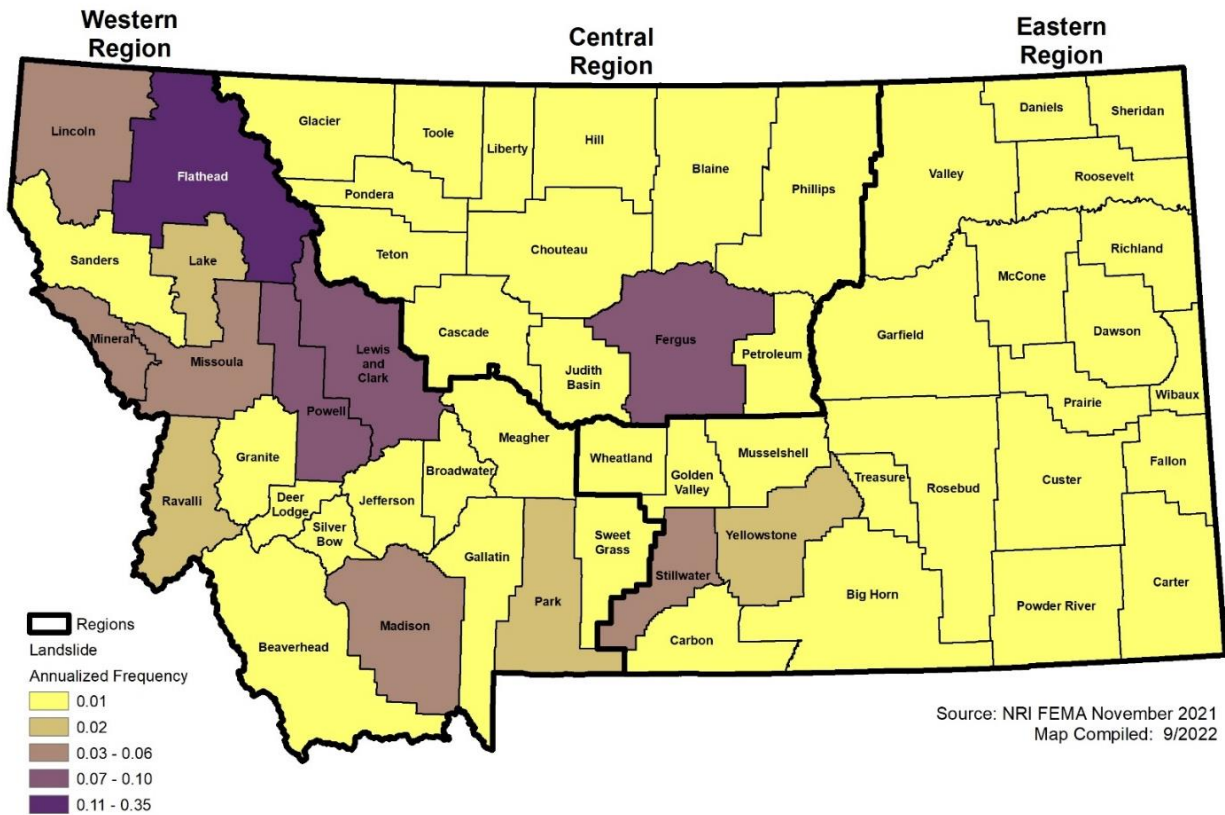 Western
Region
Central
Region
Eastern
Region
Lincoln
Flathead
Glacier
Toole
Liberty
Hill
Blaine
Phillips
Valley
Daniels
Sheridan
Roosevelt
Pondera
Teton
Chouteau
Sanders
Lake
Richland
McCone
Mineral
Missoula
Cascade
Lewis
and
Clark
Powell
Judith
Basin
Fergus
Petroleum
Garfield
Dawson
Prairie
Wibaux
Ravalli
Granite
Deer
Lodge
Silver
Bow
Jefferson
Broadwater
Meagher
Wheatland
Golden
Valley
Musselshell
Treasure
Rosebud
Custer
Fallon
Gallatin
Sweet
Grass
Stillwater
Yellowstone
Beaverhead
Madison
Park
Carbon
Big Horn
Powder River
Carter
Regions
Landslide
Annualized Frequency
0.01
0.02
0.03 - 0.06
0.07 - 0.10
0.11 - 0.35
Source: NRI FEMA November 2021
Map Compiled: 9/2022